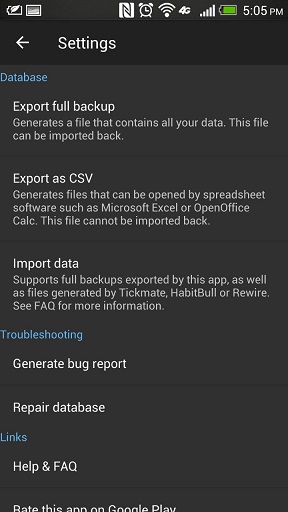 4G 5:05 PM
Settings
Database
Export full backup
Generates a file that contains all your data. This file
can be imported back.
Export as CSV
Generates files that can be opened by spreadsheet
software such as Microsoft Excel or OpenOffice
Calc. This file cannot be imported back.
Import data
Supports full backups exported by this app, as well
as files generated by Tickmate, HabitBull or Rewire.
See FAQ for more information.
Troubleshooting
Generate bug report
Repair database
Links
Help & FAQ
Rate this app on Google Play